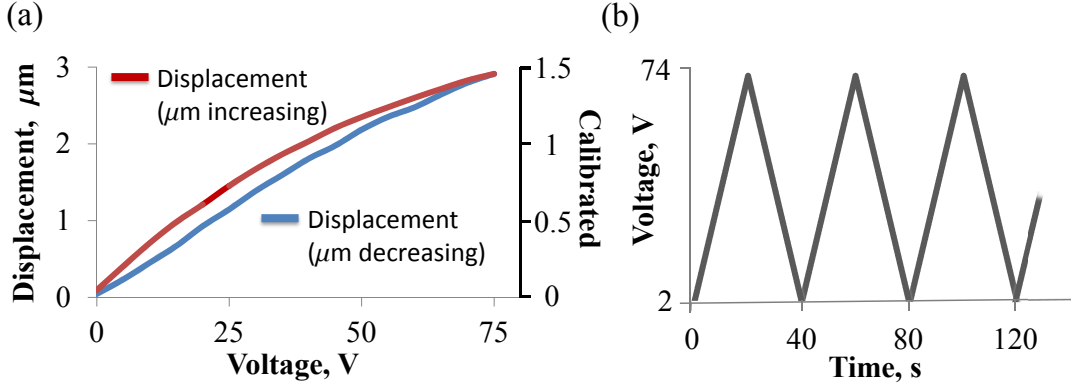 (a)
Displacement, μm
3
2
1
0
Displacement
(μm increasing)
Displacement
(μm decreasing)
0
25
50
75
Voltage, V
1.5
1
0.5
0
Calibrated
(b)
Voltage, V
74
2
0
40
80
120
Time, s